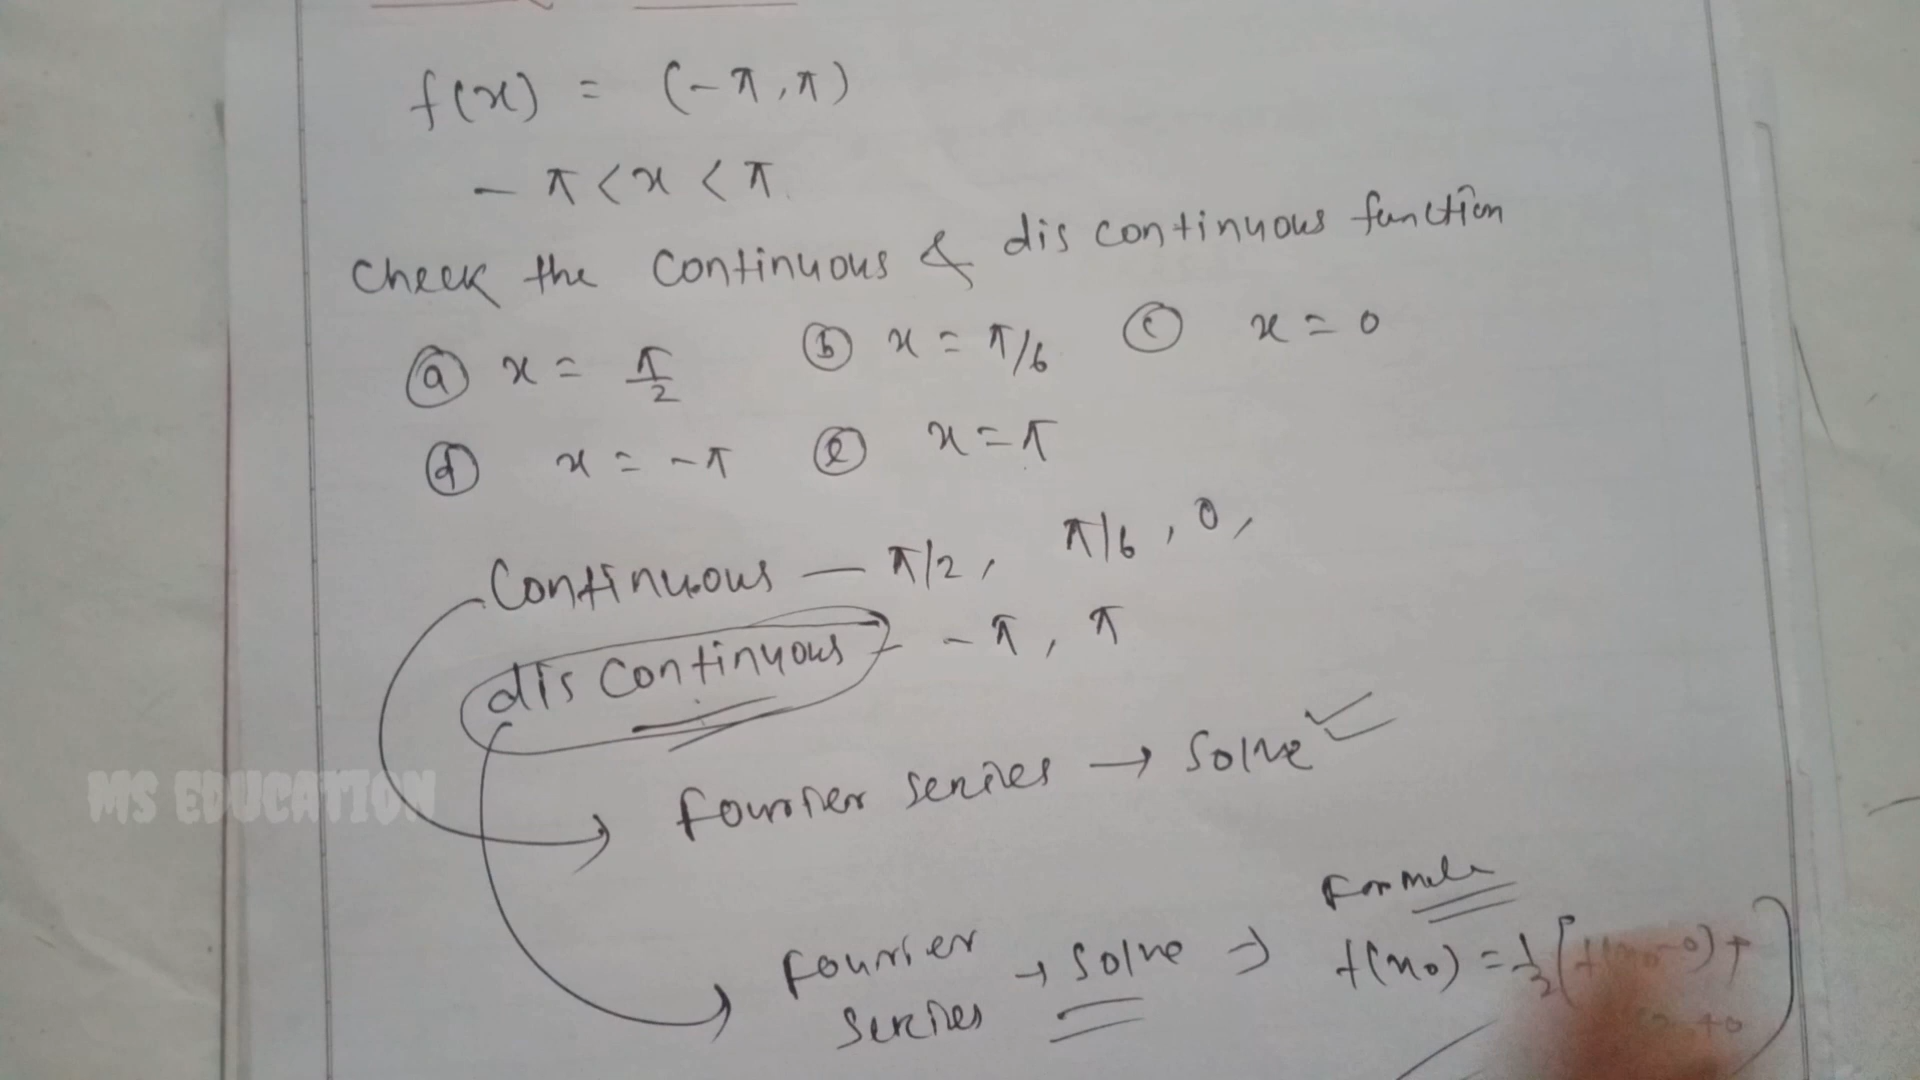 f(x) = (-π, π)
- π < x < π
Check the Continuous & dis continuous function
ⓐ x = π/2 ⓑ x = π/6 ⓒ x = 0
ⓓ x = -π ⓔ x = π
Continuous — π/2, π/6, 0,
dis continuous - -π, π
fourier series → solve
MS EDUCATION
Formula
fourier series → solve ⇒ f(x0) = 1/2 [